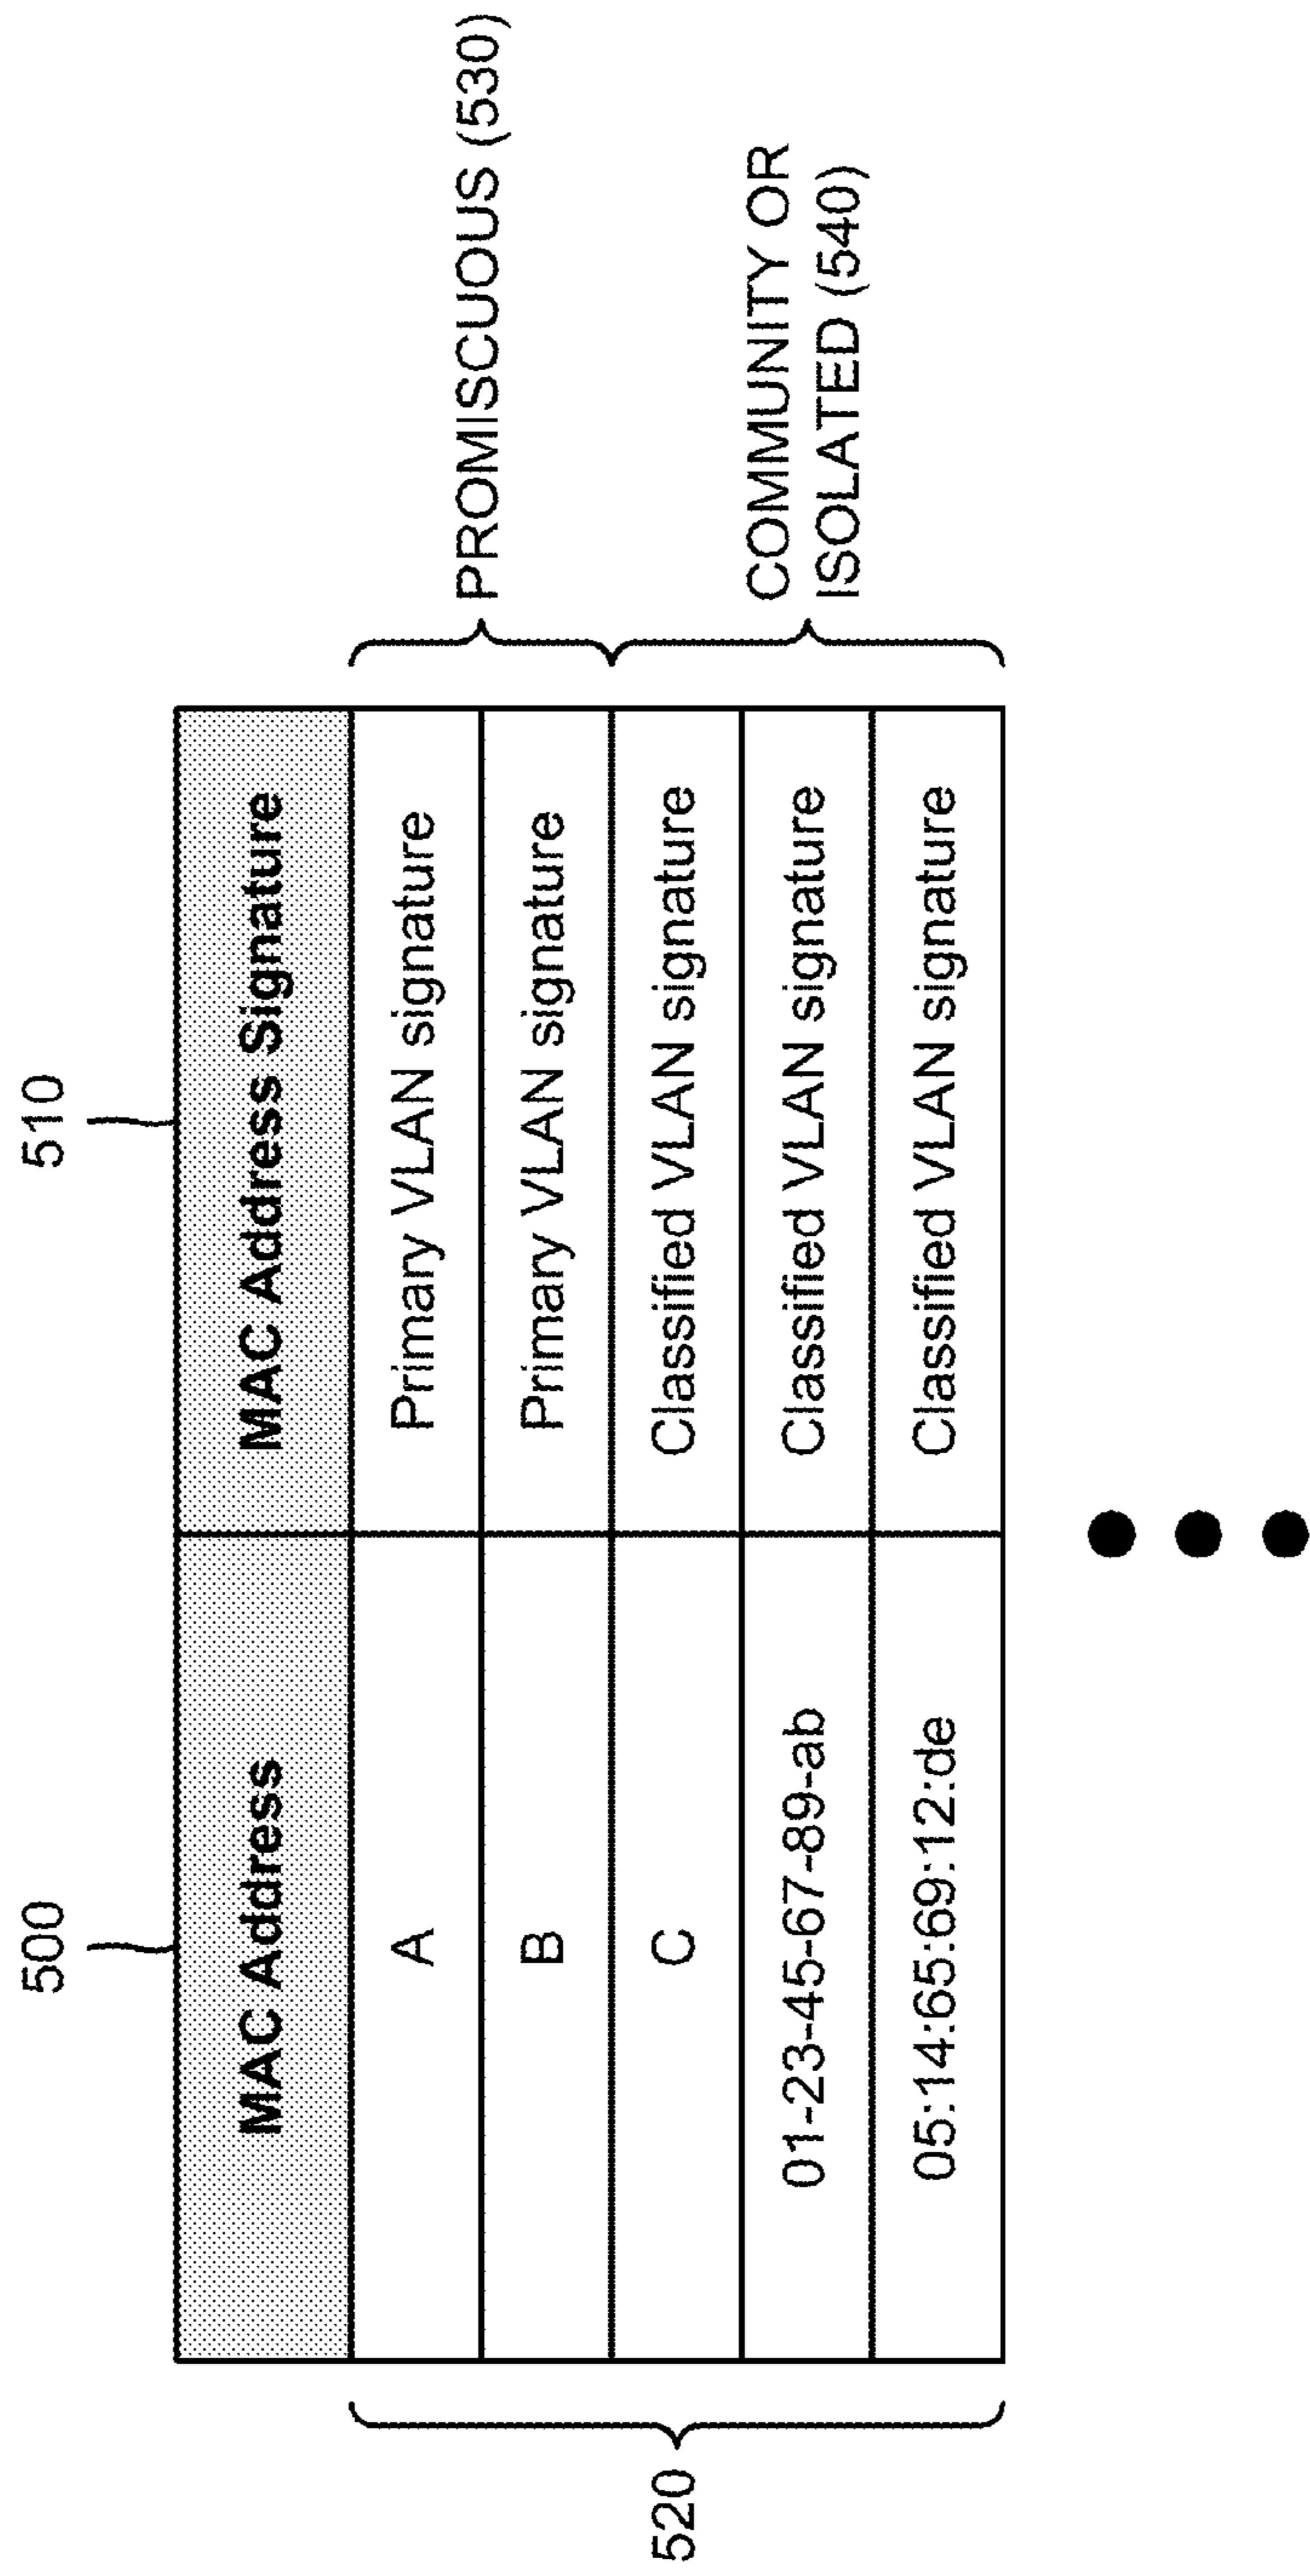 500
510
MAC Address
MAC Address Signature
A
Primary VLAN signature
B
Primary VLAN signature
C
Classified VLAN signature
01-23-45-67-89-ab
Classified VLAN signature
05:14:65:69:12:de
Classified VLAN signature
520
PROMISCUOUS (530)
COMMUNITY OR
ISOLATED (540)